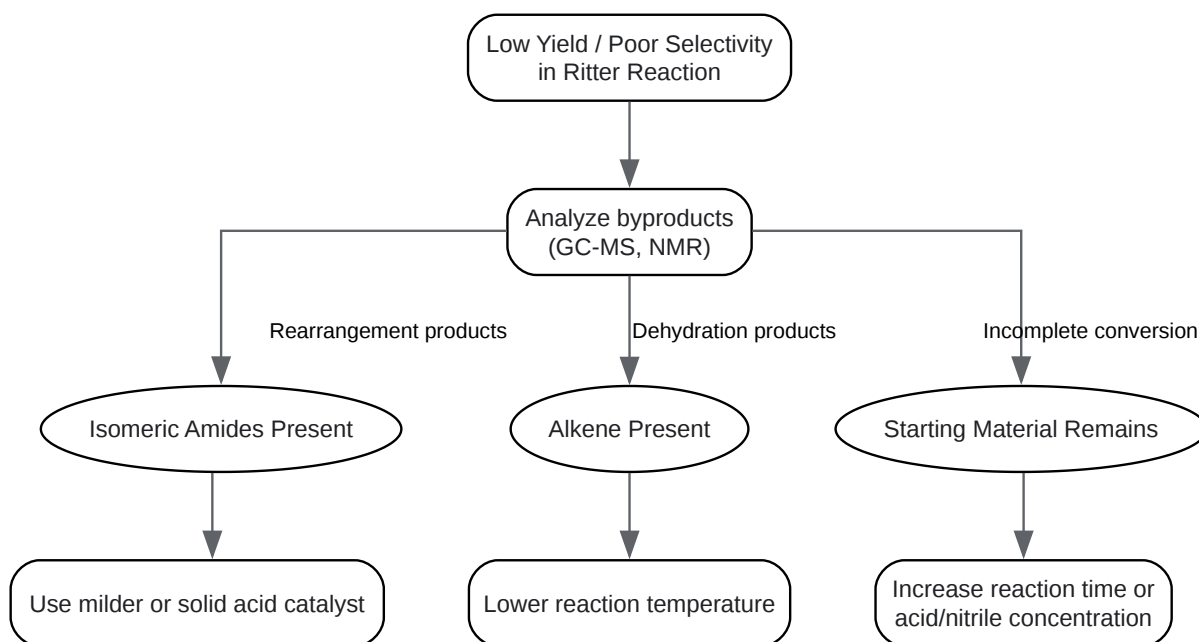 Low Yield / Poor Selectivity
in Ritter Reaction
Analyze byproducts
(GC-MS, NMR)
Rearrangement products
Dehydration products
Incomplete conversion
Isomeric Amides Present
Alkene Present
Starting Material Remains
Use milder or solid acid catalyst
Lower reaction temperature
Increase reaction time or
acid/nitrile concentration